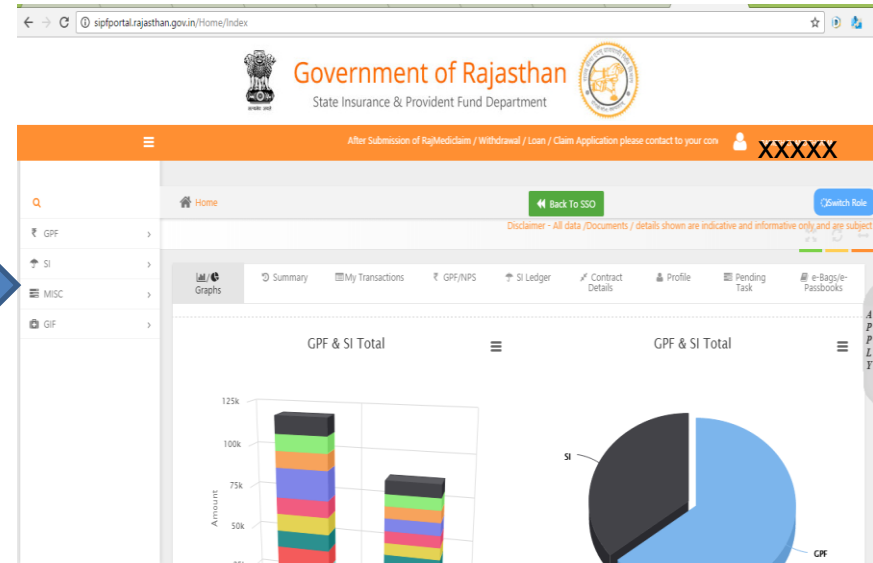 sipfportal.rajasthan.gov.in/Home/Index
Government of Rajasthan
State Insurance & Provident Fund Department
After Submission of RajMediclaim / Withdrawal / Loan / Claim Application please contact to your con
XXXXX
Home
Back To SSO
Switch Role
Disclaimer - All data /Documents / details shown are indicative and informative only and are subject
GPF
SI
MISC
GIF
Graphs
Summary
My Transactions
₹ GPF/NPS
SI Ledger
Contract Details
Profile
Pending Task
e-Bags/e-Passbooks
APPLY
GPF & SI Total
125k
100k
75k
50k
Amount
GPF & SI Total
SI
GPF